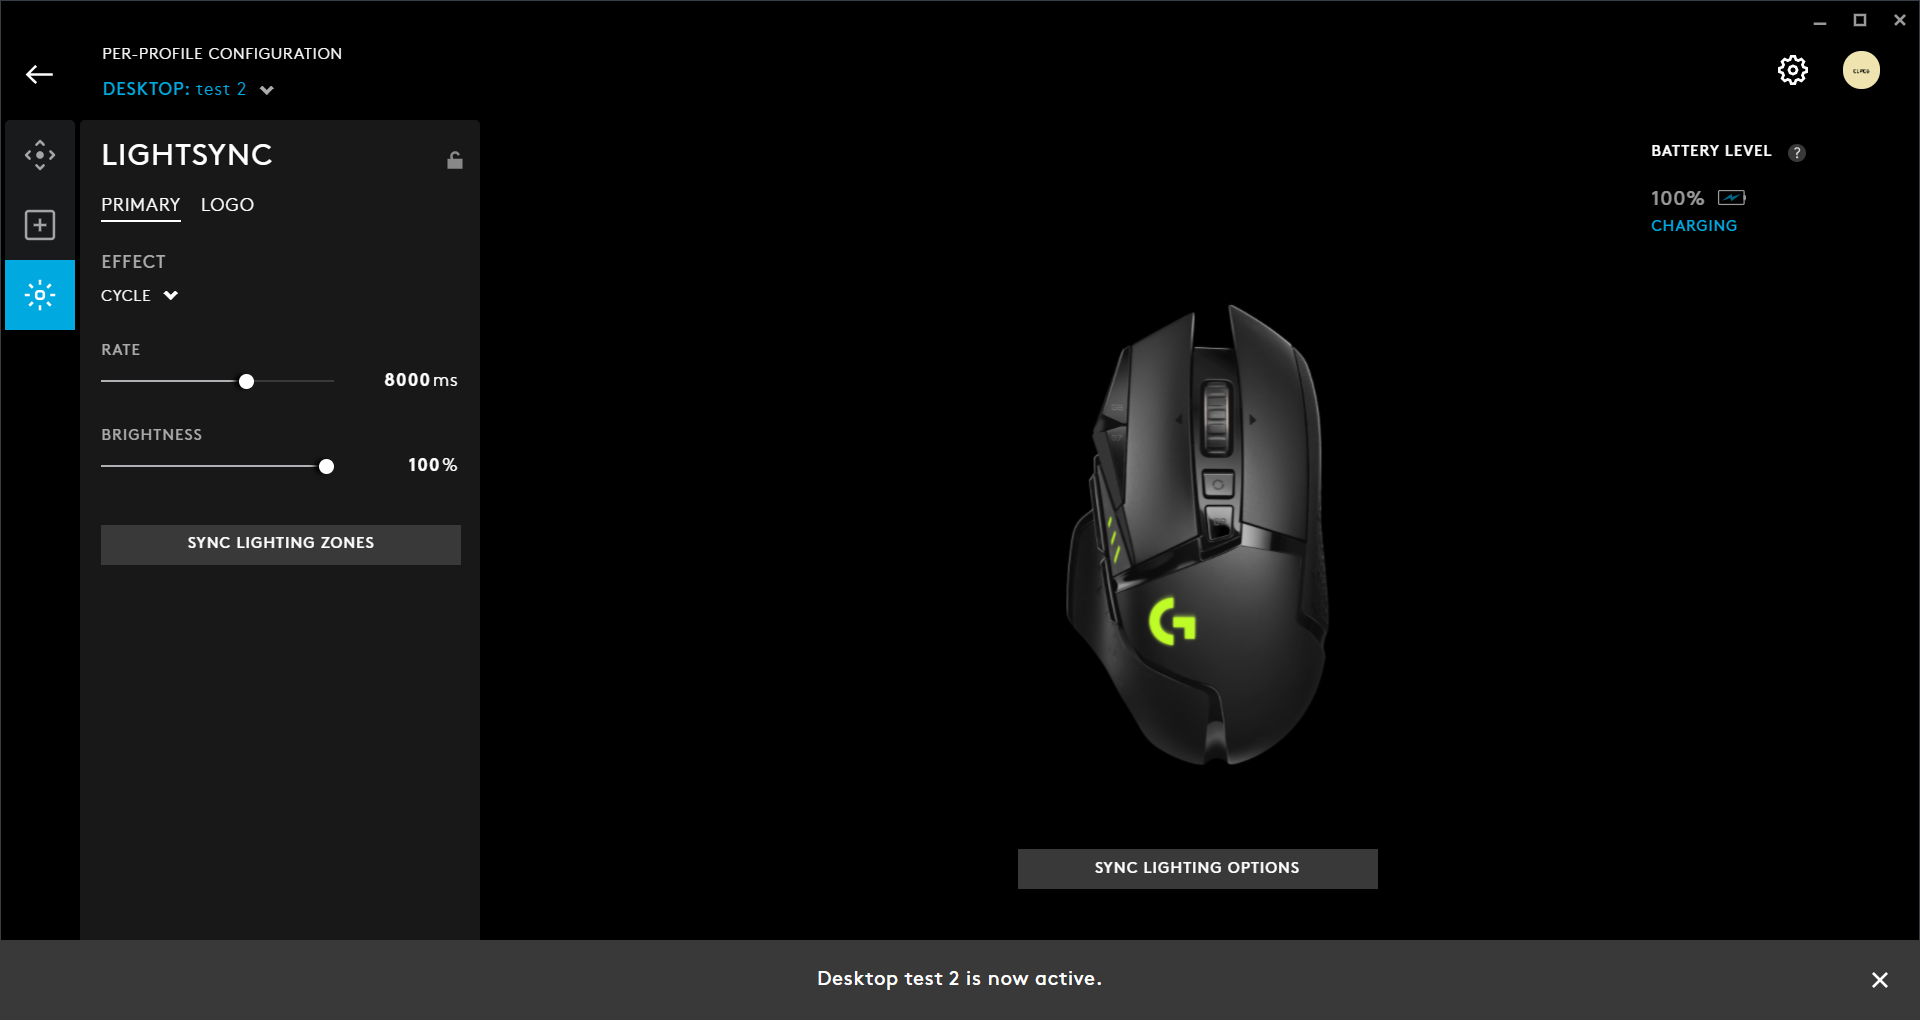 PER-PROFILE CONFIGURATION
DESKTOP: test 2
LIGHTSYNC
PRIMARY LOGO
EFFECT
CYCLE
RATE
8000 ms
BRIGHTNESS
100 %
SYNC LIGHTING ZONES
BATTERY LEVEL ?
100%
CHARGING
G
SYNC LIGHTING OPTIONS
Desktop test 2 is now active.